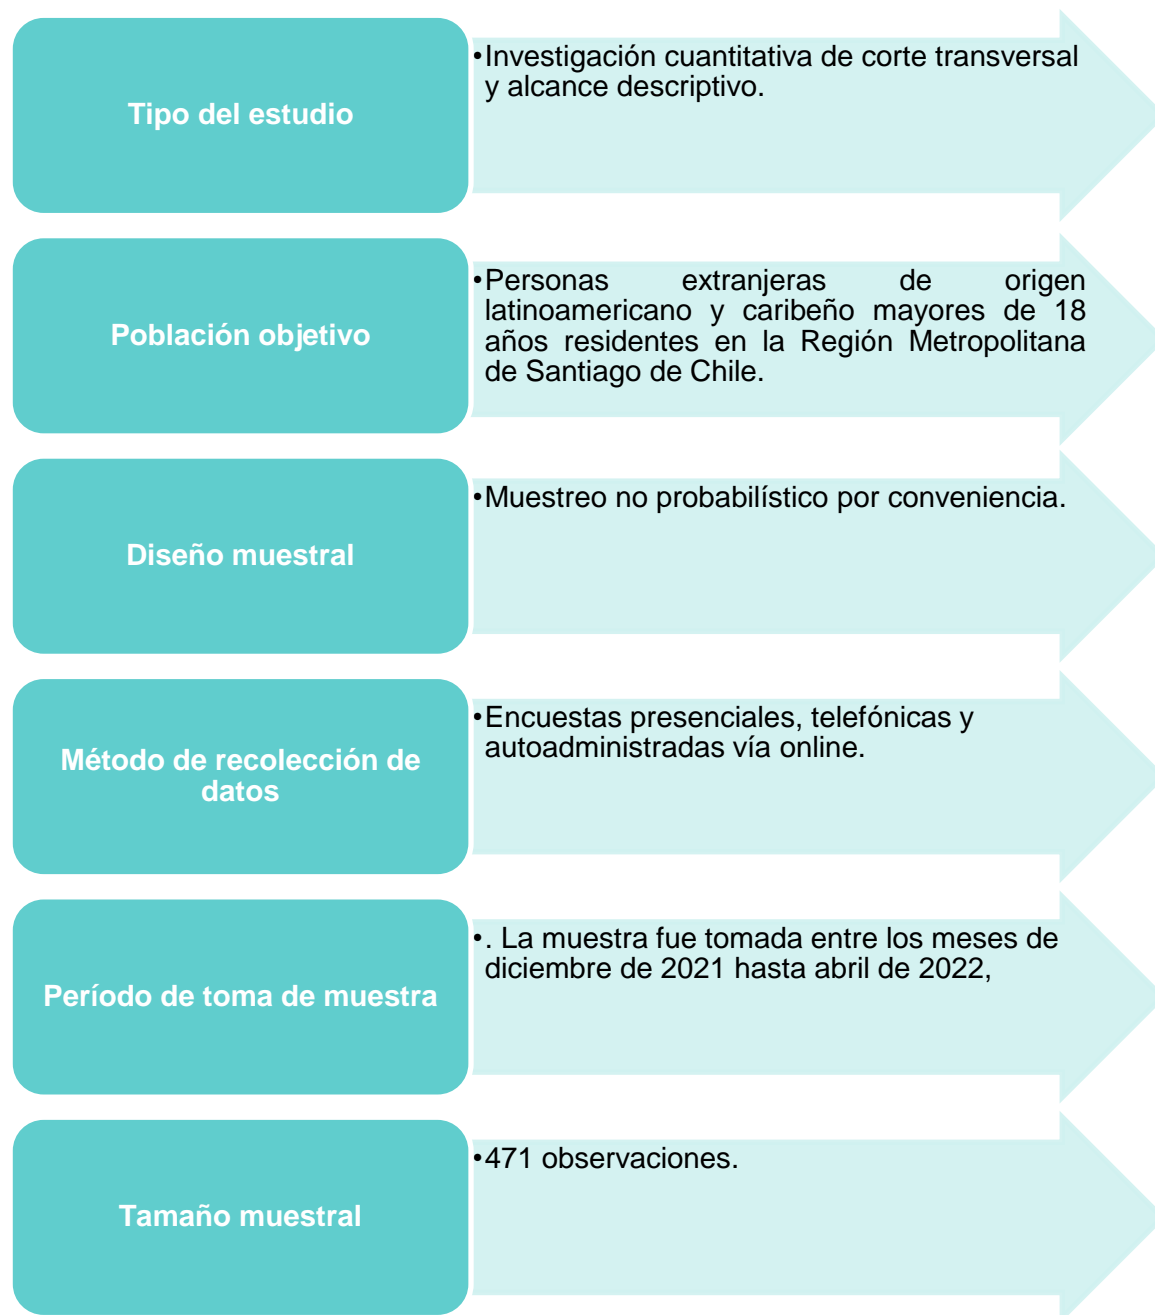 Tipo del estudio
•Investigación cuantitativa de corte transversal
y alcance descriptivo.
Población objetivo
•Personas extranjeras de origen
latinoamericano y caribeño mayores de 18
años residentes en la Región Metropolitana
de Santiago de Chile.
Diseño muestral
•Muestreo no probabilístico por conveniencia.
Método de recolección de
datos
•Encuestas presenciales, telefónicas y
autoadministradas vía online.
Período de toma de muestra
•. La muestra fue tomada entre los meses de
diciembre de 2021 hasta abril de 2022,
Tamaño muestral
•471 observaciones.